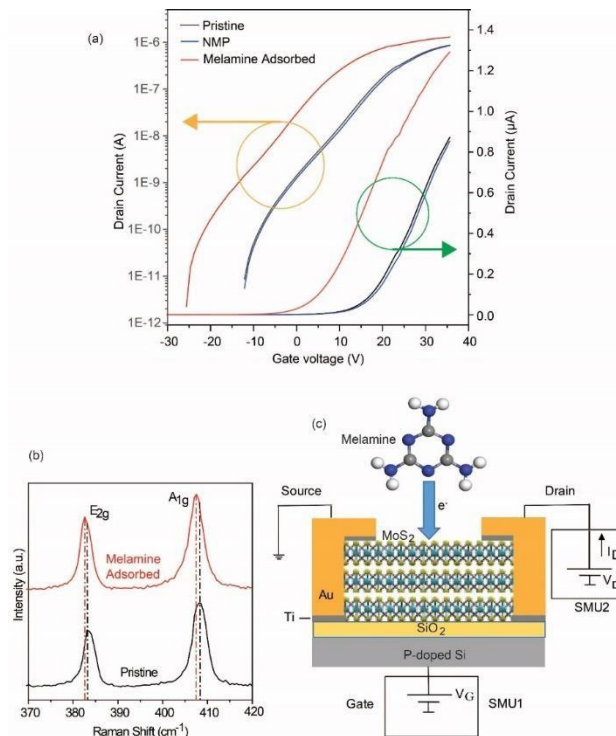 (a)
Pristine
NMP
Melamine Adsorbed
Drain Current (A)
1E-6
1E-7
1E-8
1E-9
1E-10
1E-11
1E-12
Drain Current (µA)
1.4
1.2
1.0
0.8
0.6
0.4
0.2
0.0
-30 -20 -10 0 10 20 30 40
Gate voltage (V)
(b)
E2g
A1g
Melamine
Adsorbed
Pristine
Intensity (a.u.)
370 380 390 400 410 420
Raman Shift (cm-1)
(c)
Melamine
Source
e-
Drain
MoS2
Au
Ti
SiO2
P-doped Si
ID
VD
SMU2
Gate
VG
SMU1